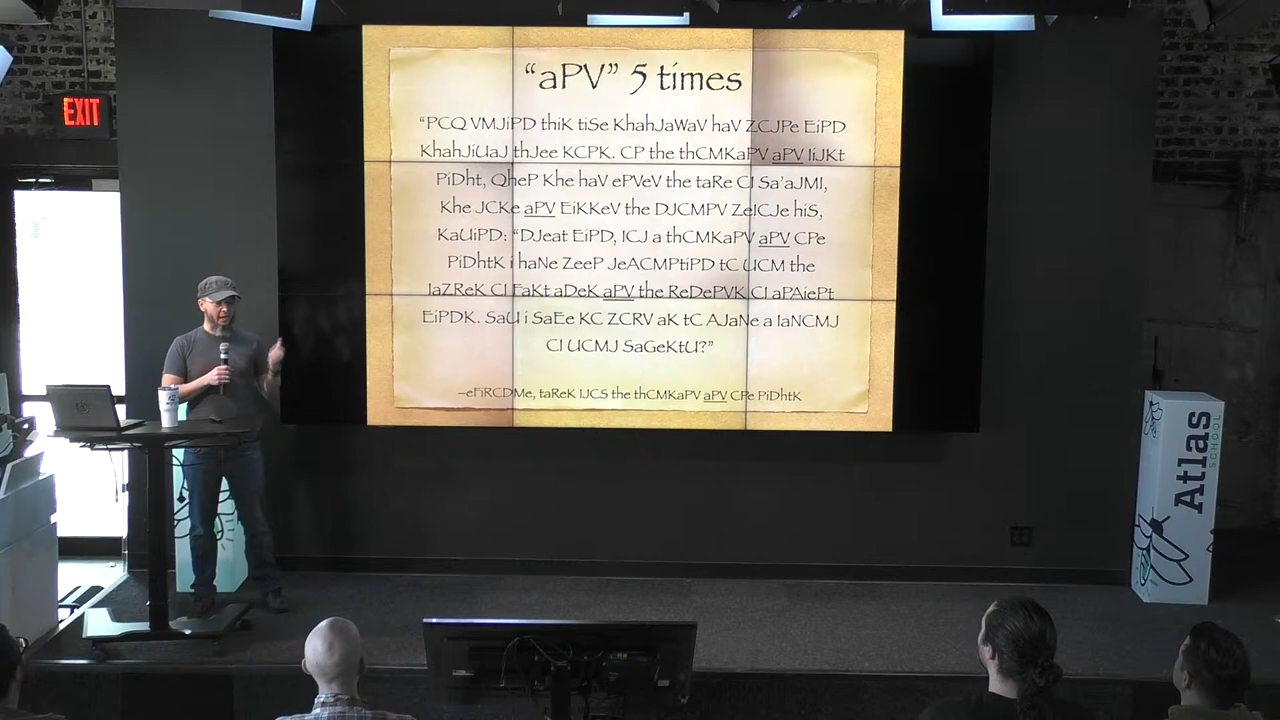 EXIT
“aPV” 5 times
“PCQ VMJiPD thiK tiSe KhahJaWaV haV ZCJPe EiPD
KhahJiUaJ thJee KCPK. CP the thCMKaPV aPV IiJKt
PiDht, QheP Khe haV ePVeV the taRe CI Sa’aJMI,
Khe JCKe aPV EiKKeV the DJCMPV ZeICJe hiS,
KaUiPD: “DJeat EiPD, ICJ a thCMKaPV aPV CPe
PiDhtK i haNe ZeeP JeACMPtiPD tC UCM the
IaZReK CI FaKt aDeK aPV the ReDePVK CI aPAiePt
EiPDK. SaU i SaEe KC ZCRV aK tC AJaNe a IaNCMJ
CI UCMJ SaGeKtU?”
–eFiRCDMe, taReK IJCS the thCMKaPV aPV CPe PiDhtK
Atlas
SCHOOL